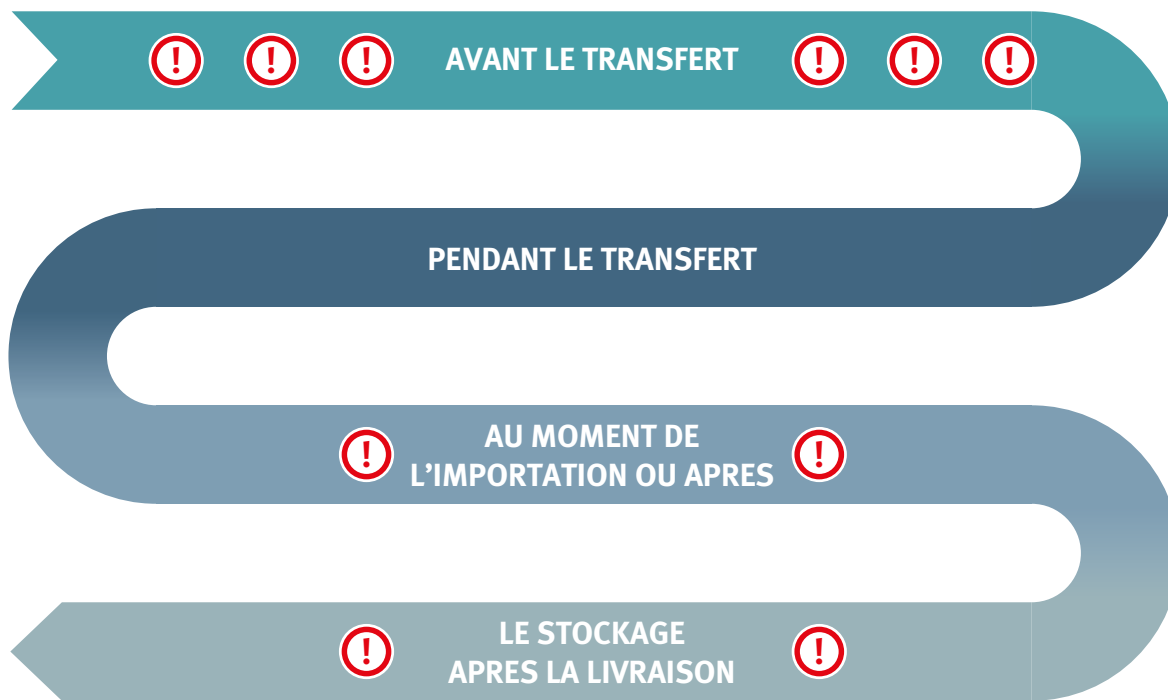 ! ! ! AVANT LE TRANSFERT ! ! !
PENDANT LE TRANSFERT
! AU MOMENT DE !
L'IMPORTATION OU APRES
! LE STOCKAGE !
APRES LA LIVRAISON